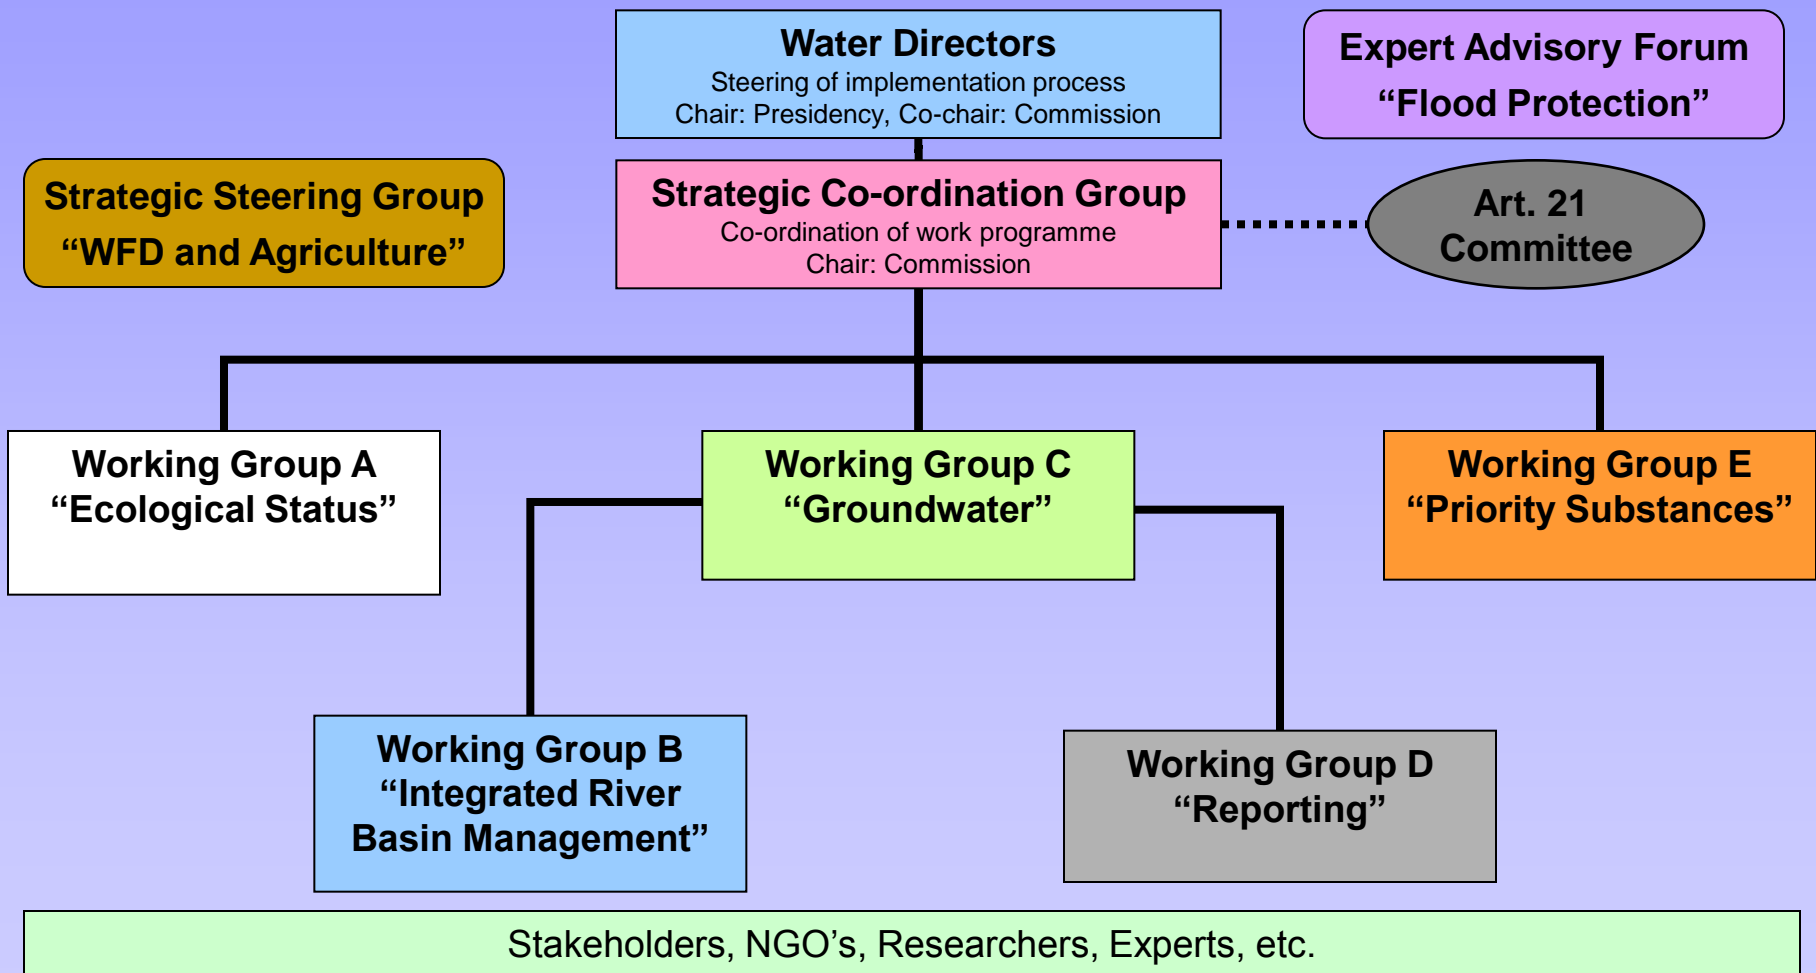 Water Directors
Steering of implementation process
Chair: Presidency, Co-chair: Commission
Expert Advisory Forum
“Flood Protection”
Strategic Steering Group
“WFD and Agriculture”
Strategic Co-ordination Group
Co-ordination of work programme
Chair: Commission
Art. 21
Committee
Working Group A
“Ecological Status”
Working Group C
“Groundwater”
Working Group E
“Priority Substances”
Working Group B
“Integrated River
Basin Management”
Working Group D
“Reporting”
Stakeholders, NGO’s, Researchers, Experts, etc.